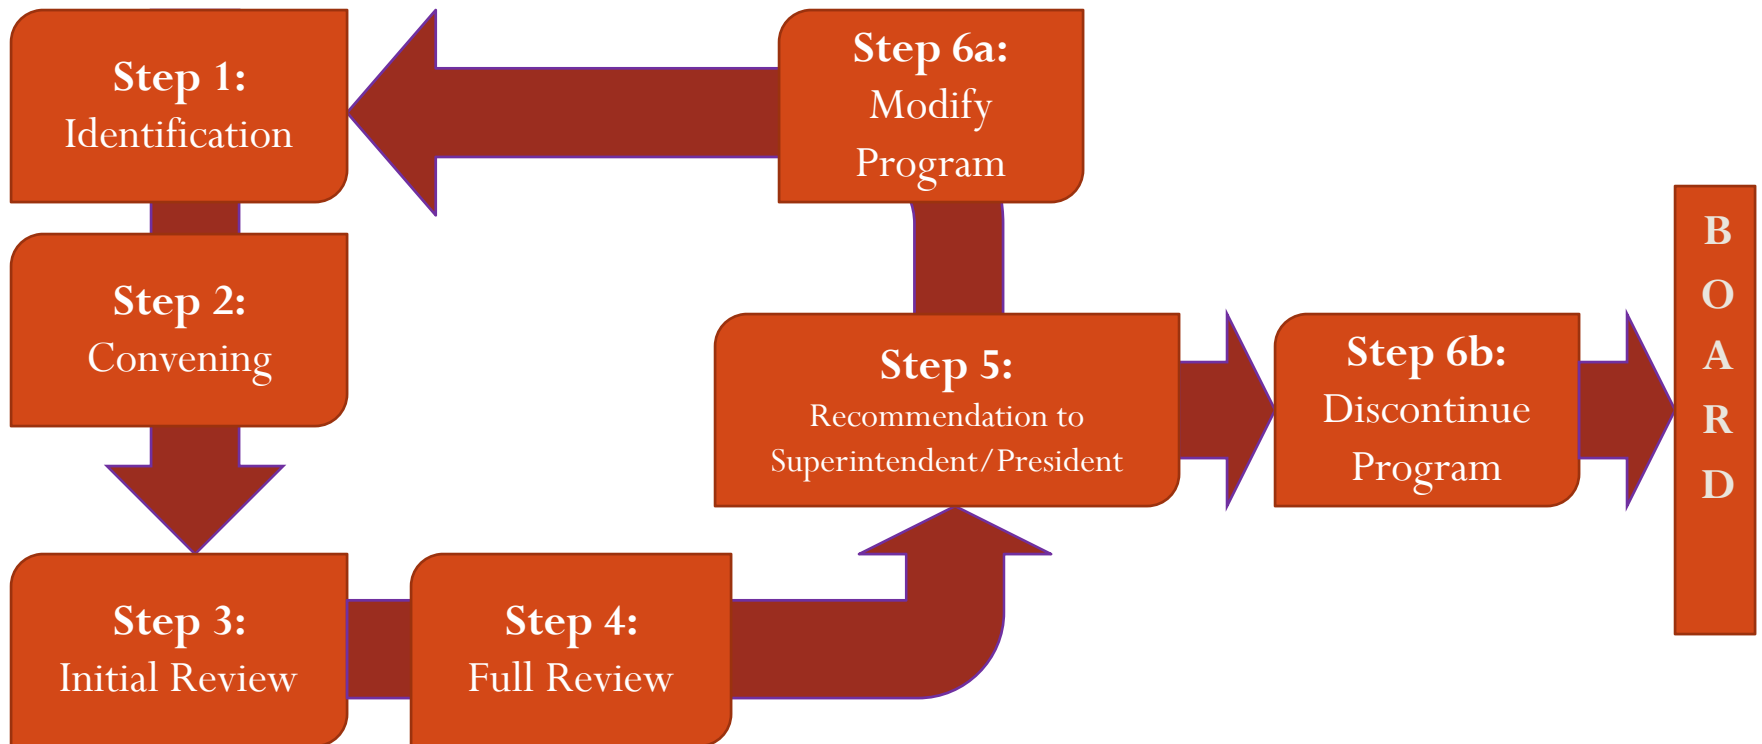 Step 1:
Identification
Step 2:
Convening
Step 3:
Initial Review
Step 4:
Full Review
Step 5:
Recommendation to
Superintendent/President
Step 6a:
Modify
Program
Step 6b:
Discontinue
Program
B
O
A
R
D